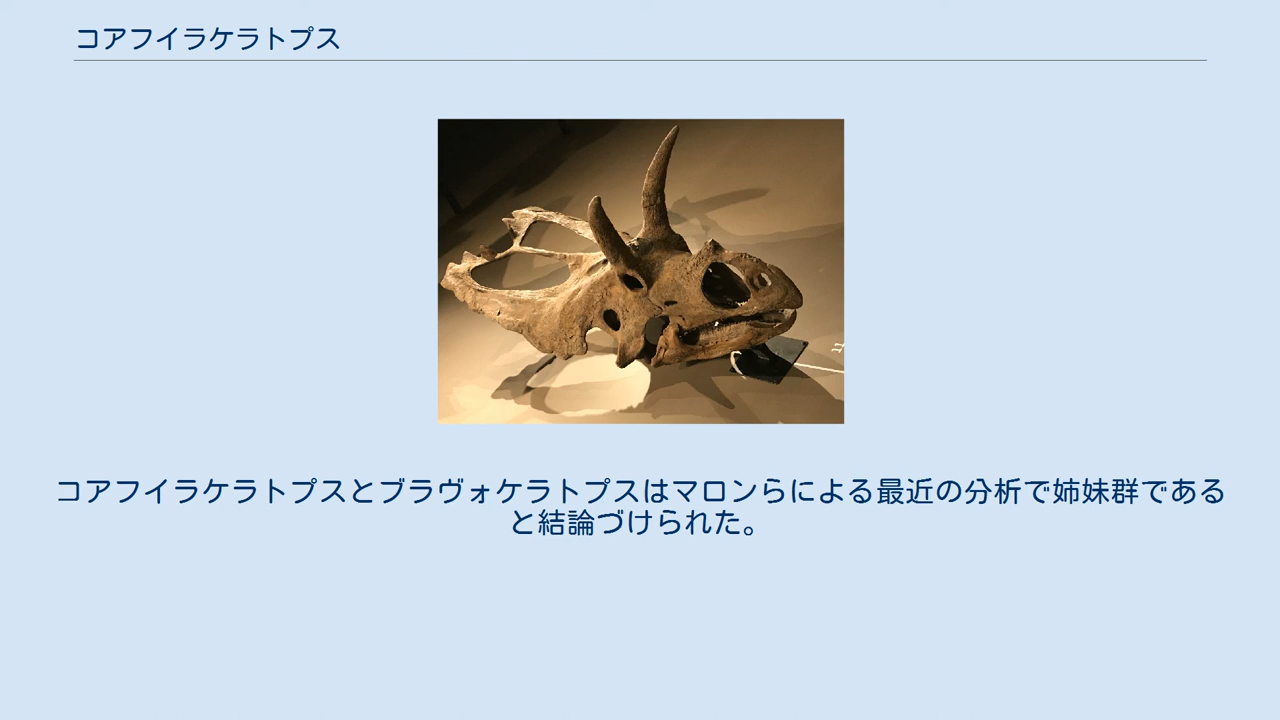 コアフイラケラトプス
コアフイラケラトプスとブラヴォケラトプスはマロンらによる最近の分析で姉妹群である
と結論づけられた。